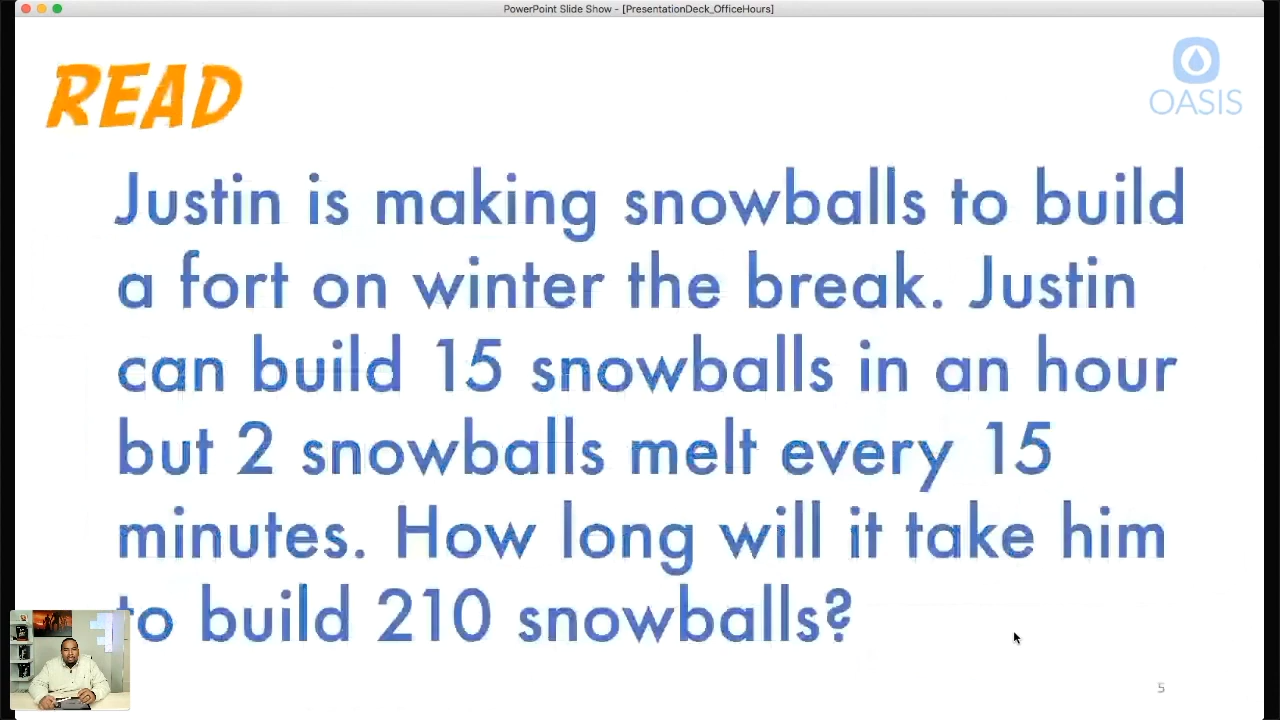 PowerPoint Slide Show - [PresentationDeck_OfficeHours]
READ
OASIS
Justin is making snowballs to build
a fort on winter the break. Justin
can build 15 snowballs in an hour
but 2 snowballs melt every 15
minutes. How long will it take him
to build 210 snowballs?
5